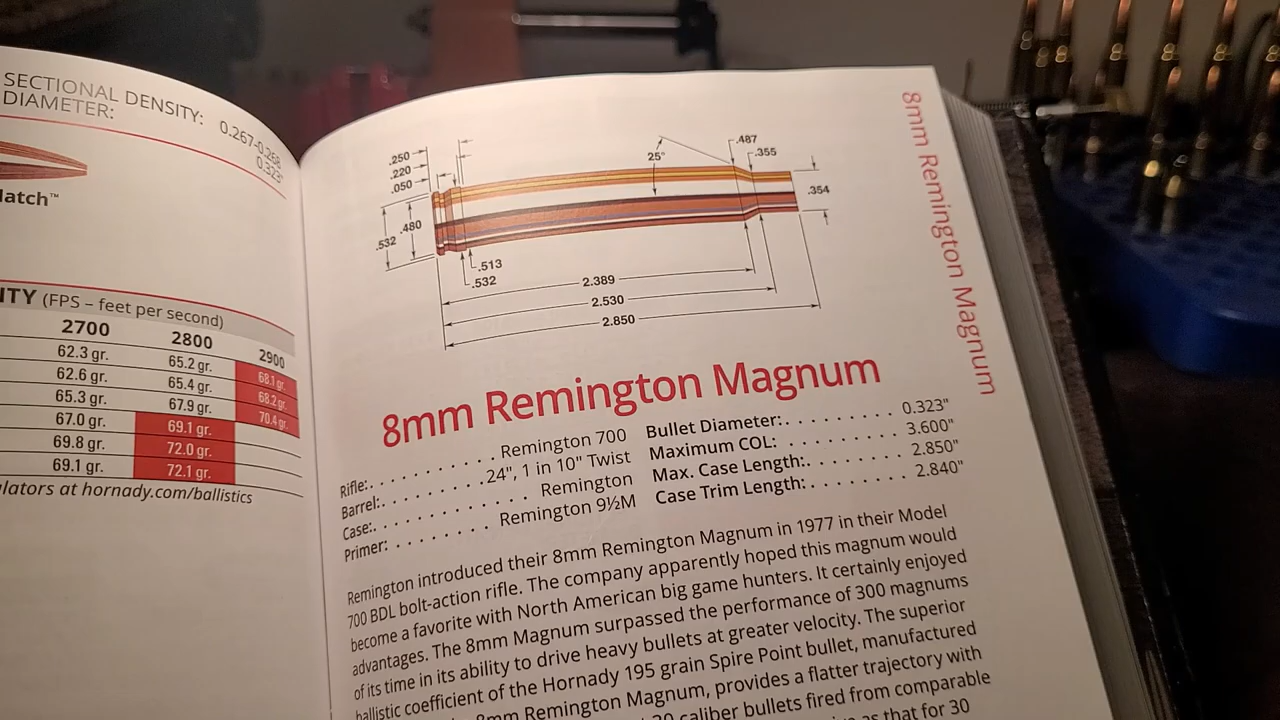 SECTIONAL DENSITY: 0.267-0.268
DIAMETER: 0.323"
latch™
ITY (FPS – feet per second)
2700 2800 2900
62.3 gr. 65.2 gr. 68.1 gr.
62.6 gr. 65.4 gr. 68.2 gr.
65.3 gr. 67.9 gr. 70.4 gr.
67.0 gr. 69.1 gr.
69.8 gr. 72.0 gr.
69.1 gr. 72.1 gr.
lators at hornady.com/ballistics
.250
.220
.050
.532
.480
.513
.532
25°
.487
.355
.354
2.389
2.530
2.850
8mm Remington Magnum
Rifle:. . . . . . . . . . . . Remington 700
Barrel:. . . . . . . . . .24", 1 in 10" Twist
Case:. . . . . . . . . . . . . . . Remington
Primer: . . . . . . . . Remington 9½M
Bullet Diameter:. . . . . . . . . . 0.323"
Maximum COL: . . . . . . . . . . . 3.600"
Max. Case Length:. . . . . . . . . 2.850"
Case Trim Length:. . . . . . . . . 2.840"
Remington introduced their 8mm Remington Magnum in 1977 in their Model
700 BDL bolt-action rifle. The company apparently hoped this magnum would
become a favorite with North American big game hunters. It certainly enjoyed
advantages. The 8mm Magnum surpassed the performance of 300 magnums
of its time in its ability to drive heavy bullets at greater velocity. The superior
ballistic coefficient of the Hornady 195 grain Spire Point bullet, manufactured
8mm Remington Magnum, provides a flatter trajectory with
30 caliber bullets fired from comparable
as that for 30
8mm Remington Magnum